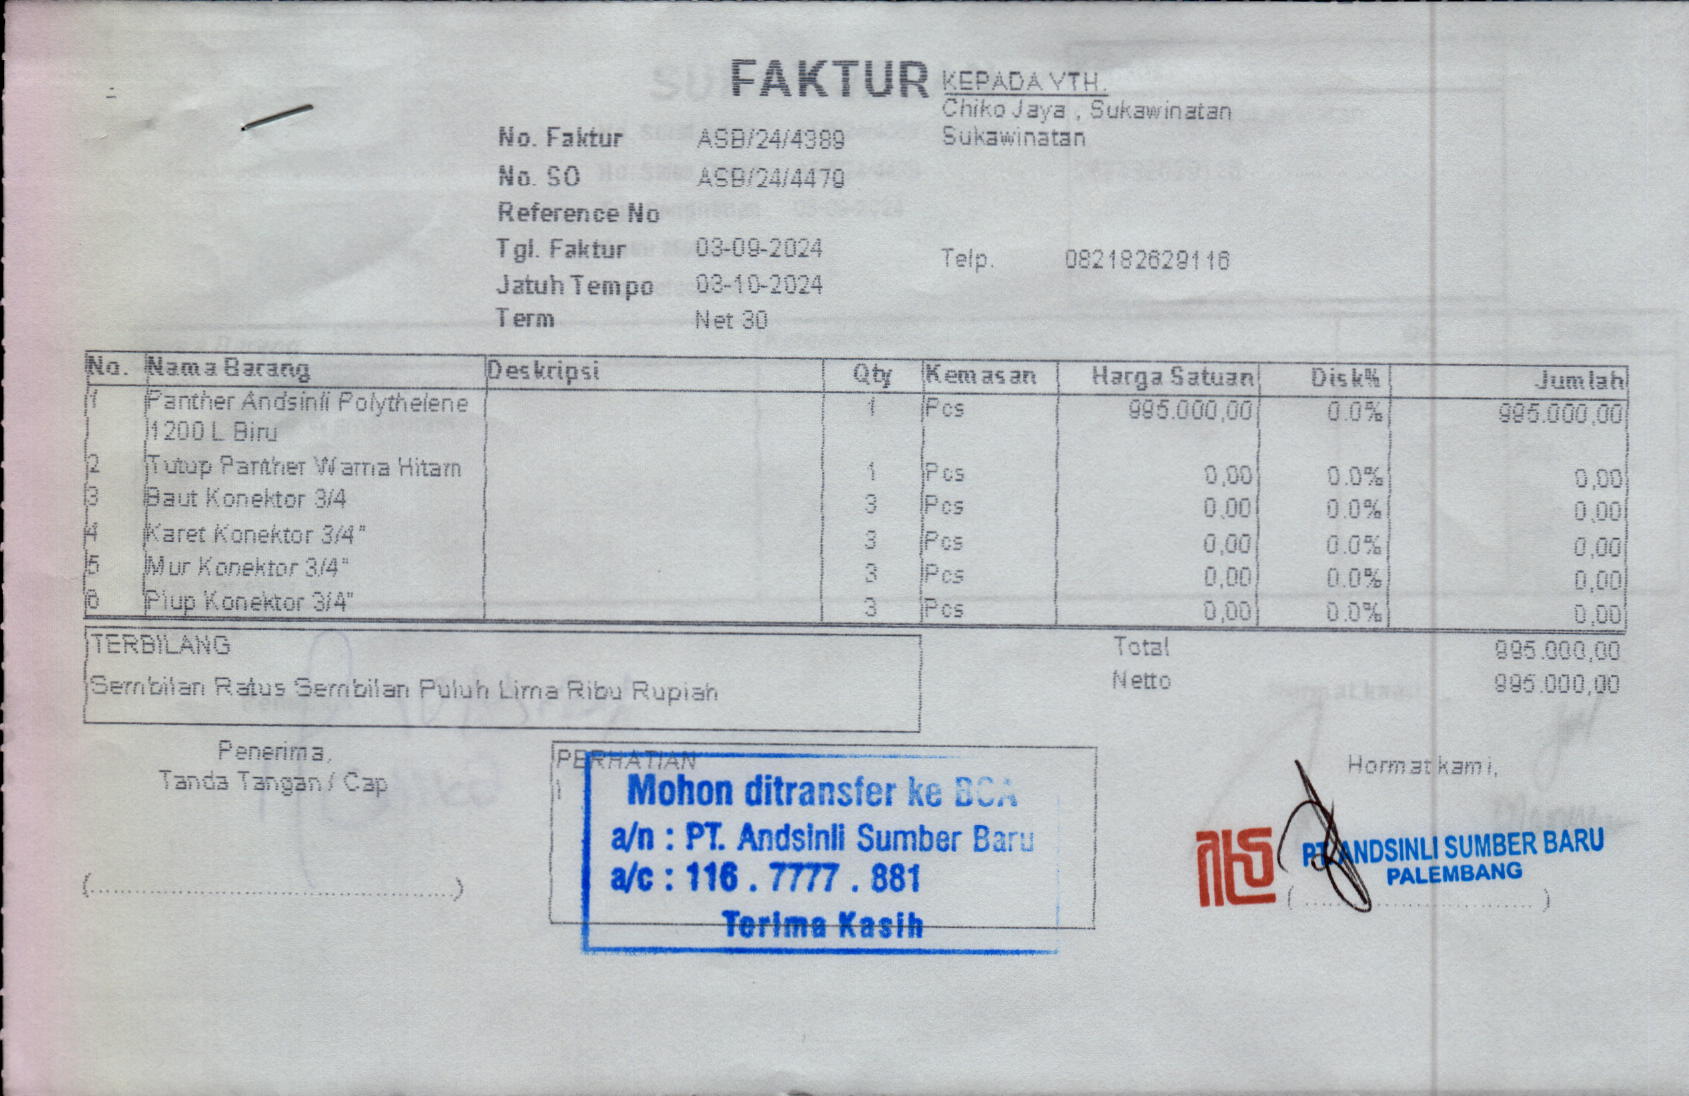 FAKTUR
No. Faktur ASB/24/4389
No. SO ASB/24/4479
Reference No
Tgl. Faktur 03-09-2024
Jatuh Tempo 03-10-2024
Term Net 30
KEPADA YTH.
Chiko Jaya , Sukawinatan
Sukawinatan
Telp. 082182629116
No. Nama Barang Deskripsi Qty Kemasan Harga Satuan Disk% Jumlah
1 Panther Andsinli Polythelene 1 Pcs 995.000,00 0.0% 995.000,00
1200 L Biru
2 Tutup Panther Warna Hitam 1 Pcs 0,00 0.0% 0,00
3 Baut Konektor 3/4 3 Pcs 0,00 0.0% 0,00
4 Karet Konektor 3/4" 3 Pcs 0,00 0.0% 0,00
5 Mur Konektor 3/4" 3 Pcs 0,00 0.0% 0,00
6 Plup Konektor 3/4" 3 Pcs 0,00 0.0% 0,00
TERBILANG
Sembilan Ratus Sembilan Puluh Lima Ribu Rupiah
Total 995.000,00
Netto 995.000,00
Penerima,
Tanda Tangan / Cap
(........................................)
PERHATIAN
Mohon ditransfer ke BCA
a/n : PT. Andsinli Sumber Baru
a/c : 116 . 7777 . 881
Terima Kasih
Hormat kami,
PT. ANDSINLI SUMBER BARU
PALEMBANG
(........................................)